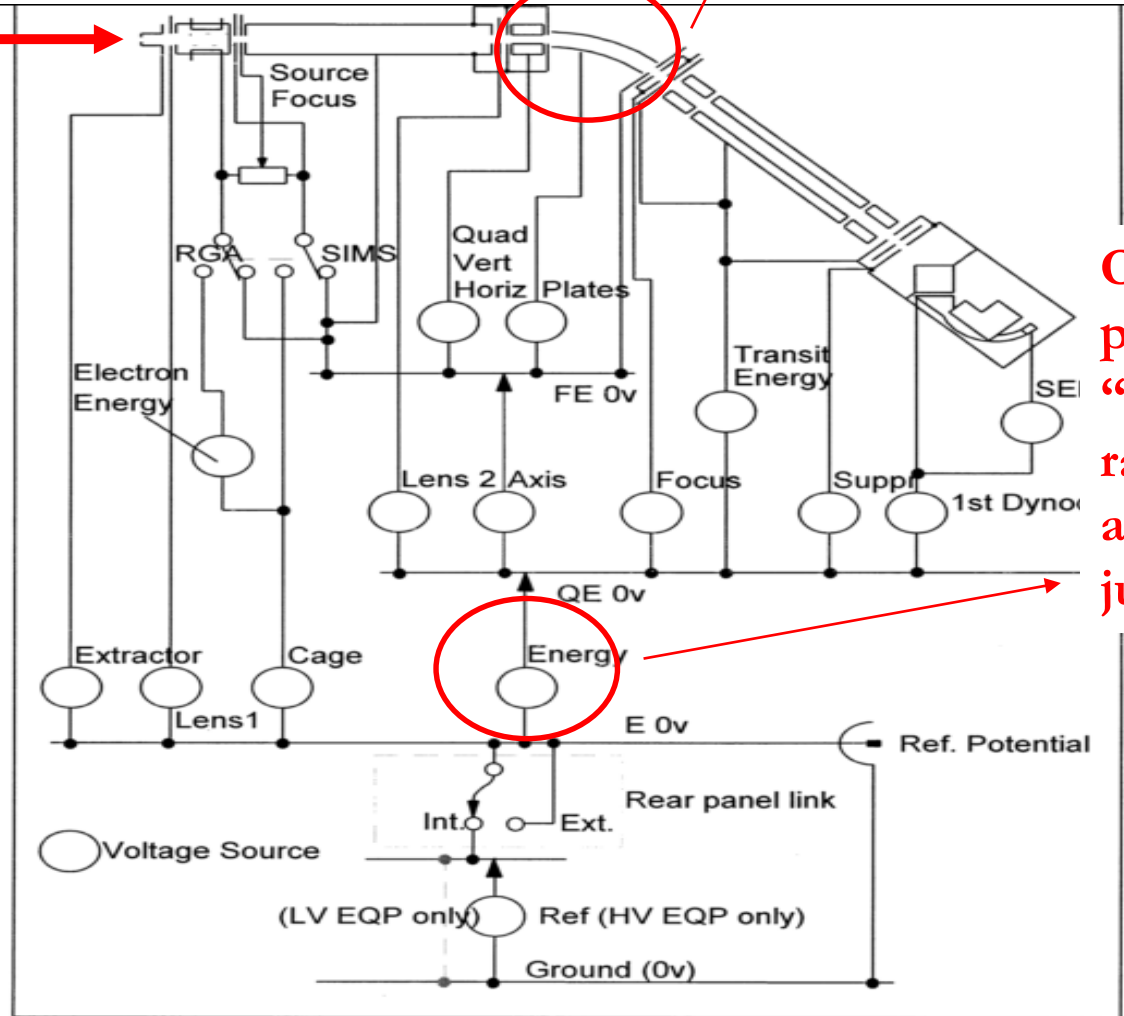 Source
Focus
RGA
SIMS
Quad
Vert
Horiz
Plates
Electron
Energy
Transit
Energy
FE 0v
Lens 2
Axis
Focus
Suppr
1st
QE 0v
Extractor
Lens1
Cage
Energy
E 0v
Ref. Potential
Rear panel link
Int.
Ext.
Voltage Source
(LV EQP only)
Ref (HV EQP only)
Ground (0v)